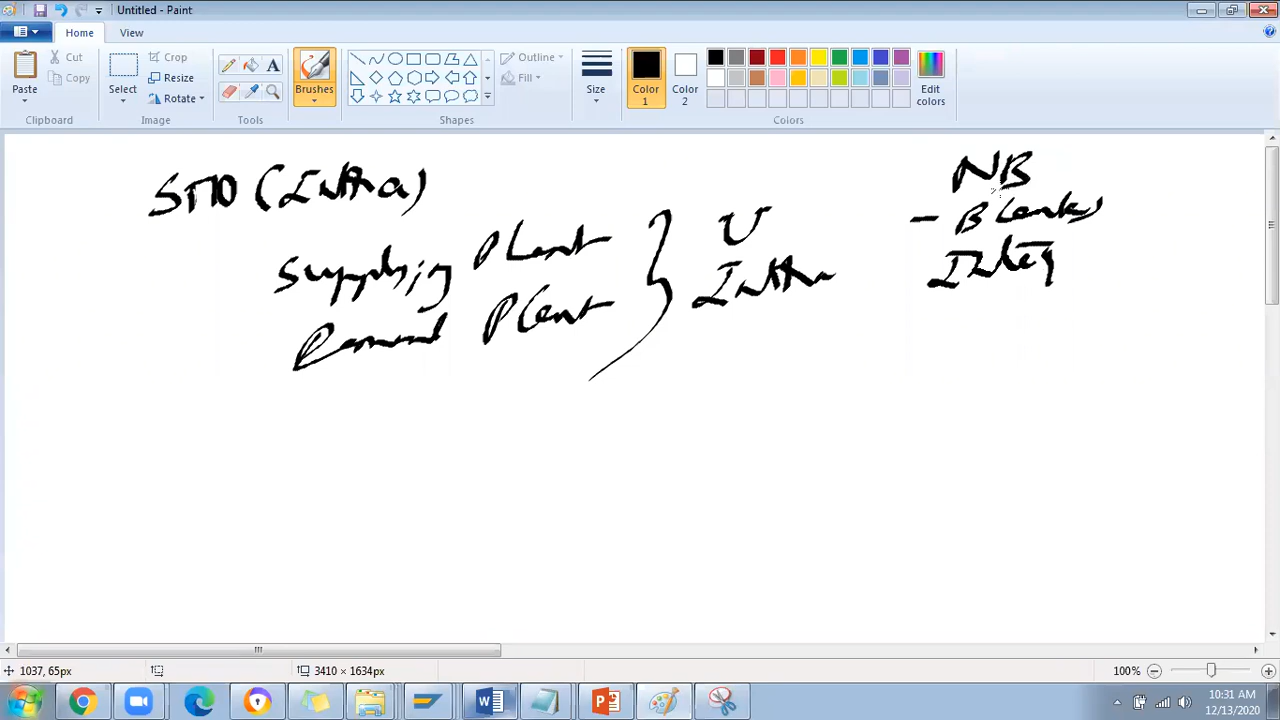 Untitled - Paint
Home
View
Paste
Cut
Copy
Clipboard
Select
Crop
Resize
Rotate
Image
Tools
Brushes
Shapes
Outline
Fill
Size
Color 1
Color 2
Colors
Edit colors
STO (Intra)
Supplying Plant
Plant
U
Intra
NB
- Blank
1037, 65px
3410 × 1634px
100%
10:31 AM
12/13/2020